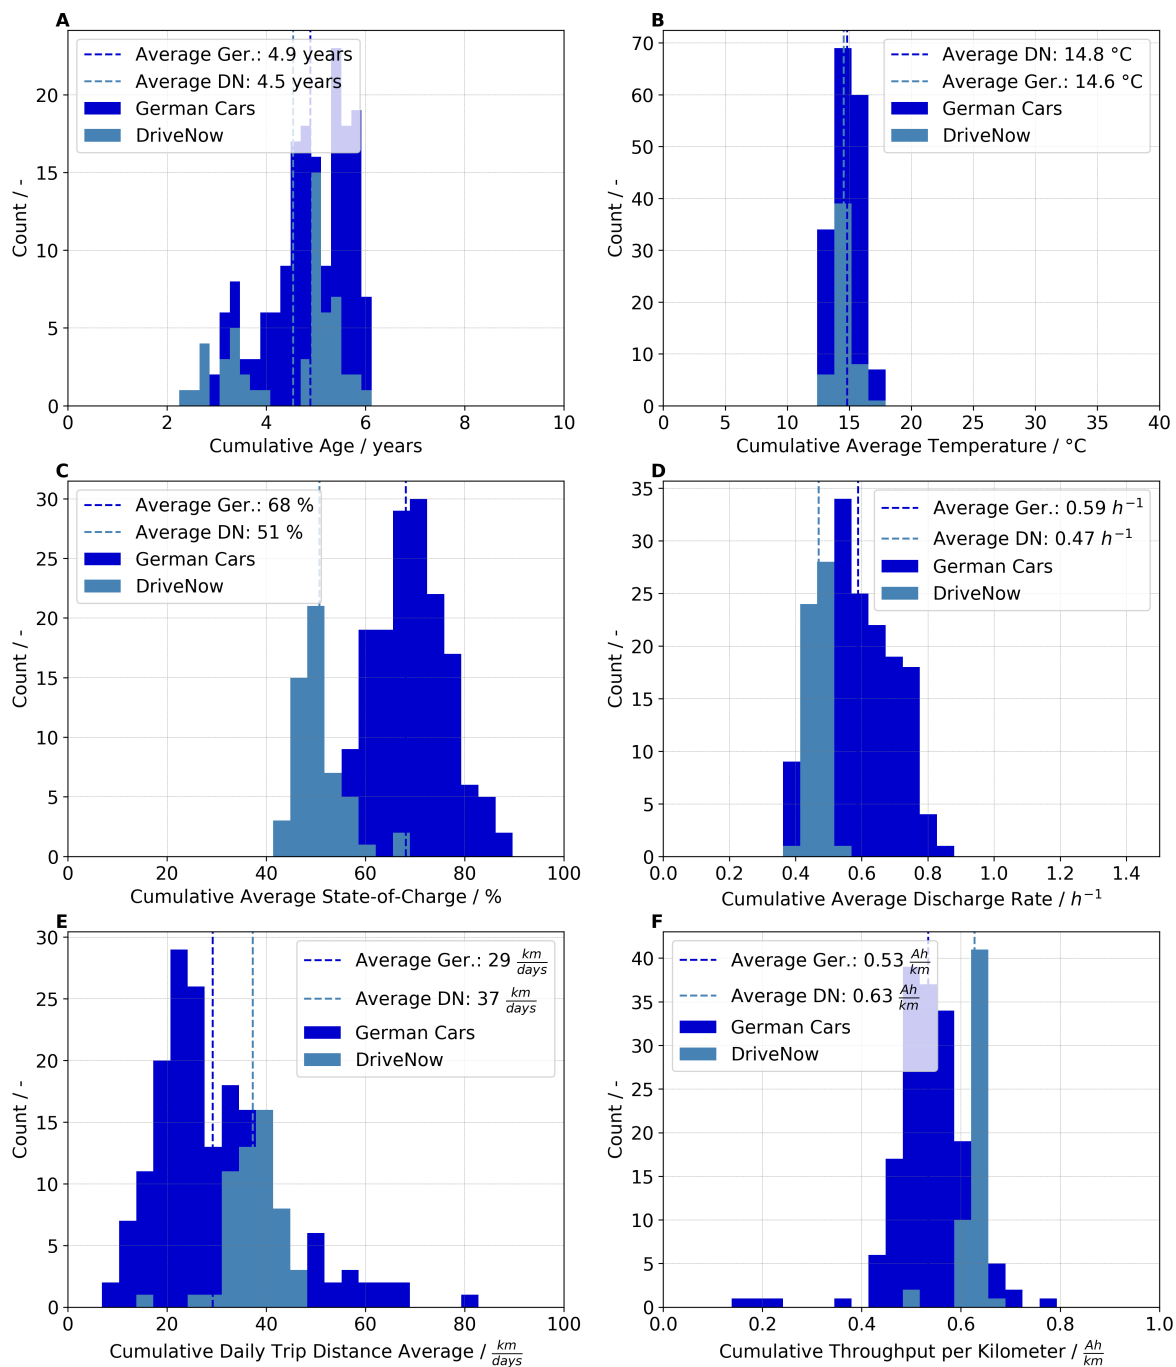 A
Average Ger.: 4.9 years
Average DN: 4.5 years
German Cars
DriveNow
Count / -
0
5
10
15
20
0 2 4 6 8 10
Cumulative Age / years
B
Average DN: 14.8 °C
Average Ger.: 14.6 °C
German Cars
DriveNow
Count / -
0
10
20
30
40
50
60
70
0 5 10 15 20 25 30 35 40
Cumulative Average Temperature / °C
C
Average Ger.: 68 %
Average DN: 51 %
German Cars
DriveNow
Count / -
0
5
10
15
20
25
30
0 20 40 60 80 100
Cumulative Average State-of-Charge / %
D
Average Ger.: 0.59 h⁻¹
Average DN: 0.47 h⁻¹
German Cars
DriveNow
Count / -
0
5
10
15
20
25
30
35
0.0 0.2 0.4 0.6 0.8 1.0 1.2 1.4
Cumulative Average Discharge Rate / h⁻¹
E
Average Ger.: 29 km/days
Average DN: 37 km/days
German Cars
DriveNow
Count / -
0
5
10
15
20
25
30
0 20 40 60 80 100
Cumulative Daily Trip Distance Average / km/days
F
Average Ger.: 0.53 Ah/km
Average DN: 0.63 Ah/km
German Cars
DriveNow
Count / -
0
5
10
15
20
25
30
35
40
0.0 0.2 0.4 0.6 0.8 1.0
Cumulative Throughput per Kilometer / Ah/km